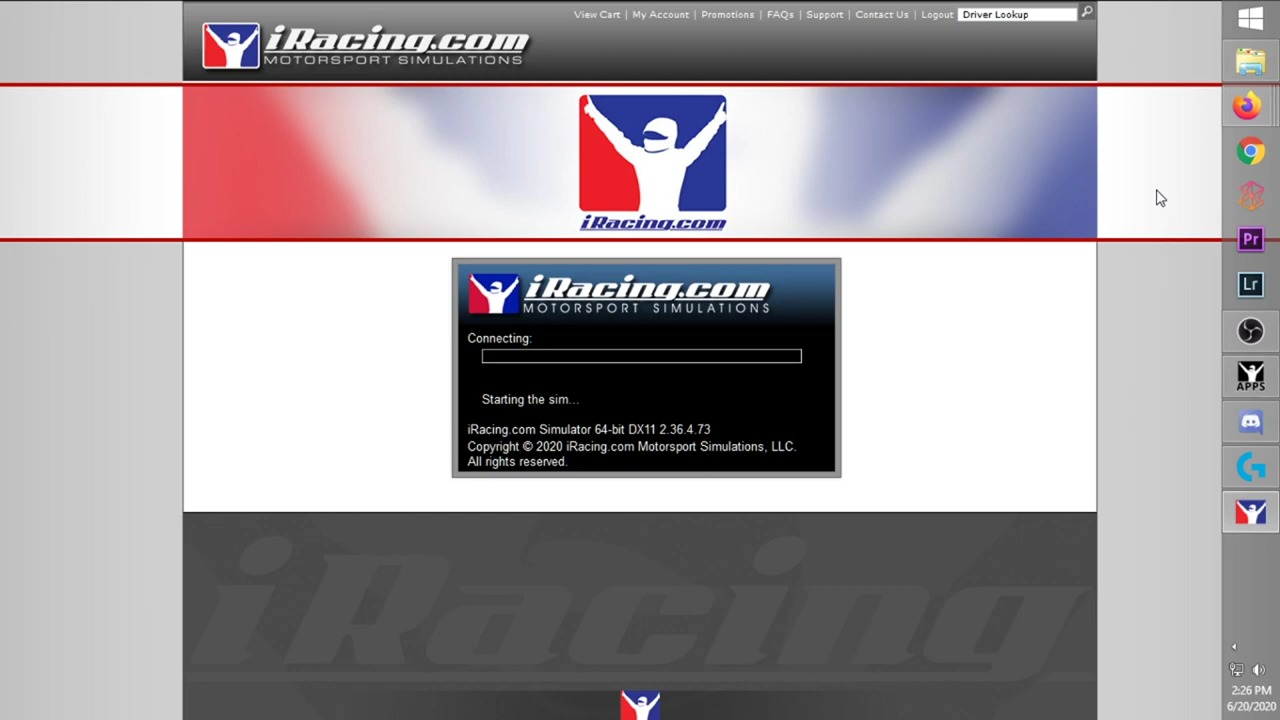 View Cart | My Account | Promotions | FAQs | Support | Contact Us | Logout Driver Lookup
iRacing.com
MOTORSPORT SIMULATIONS
iRacing.com
iRacing.com
MOTORSPORT SIMULATIONS
Connecting:
Starting the sim...
iRacing.com Simulator 64-bit DX11 2.36.4.73
Copyright © 2020 iRacing.com Motorsport Simulations, LLC.
All rights reserved.
iRacing
Pr
Lr
APPS
2:26 PM
6/20/2020